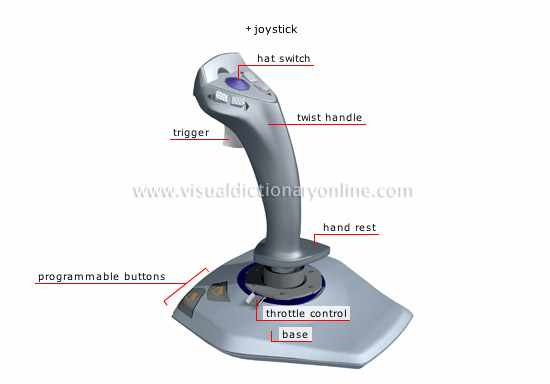 + joystick
hat switch
twist handle
trigger
www.visualdictionaryonline.com
hand rest
programmable buttons
throttle control
base